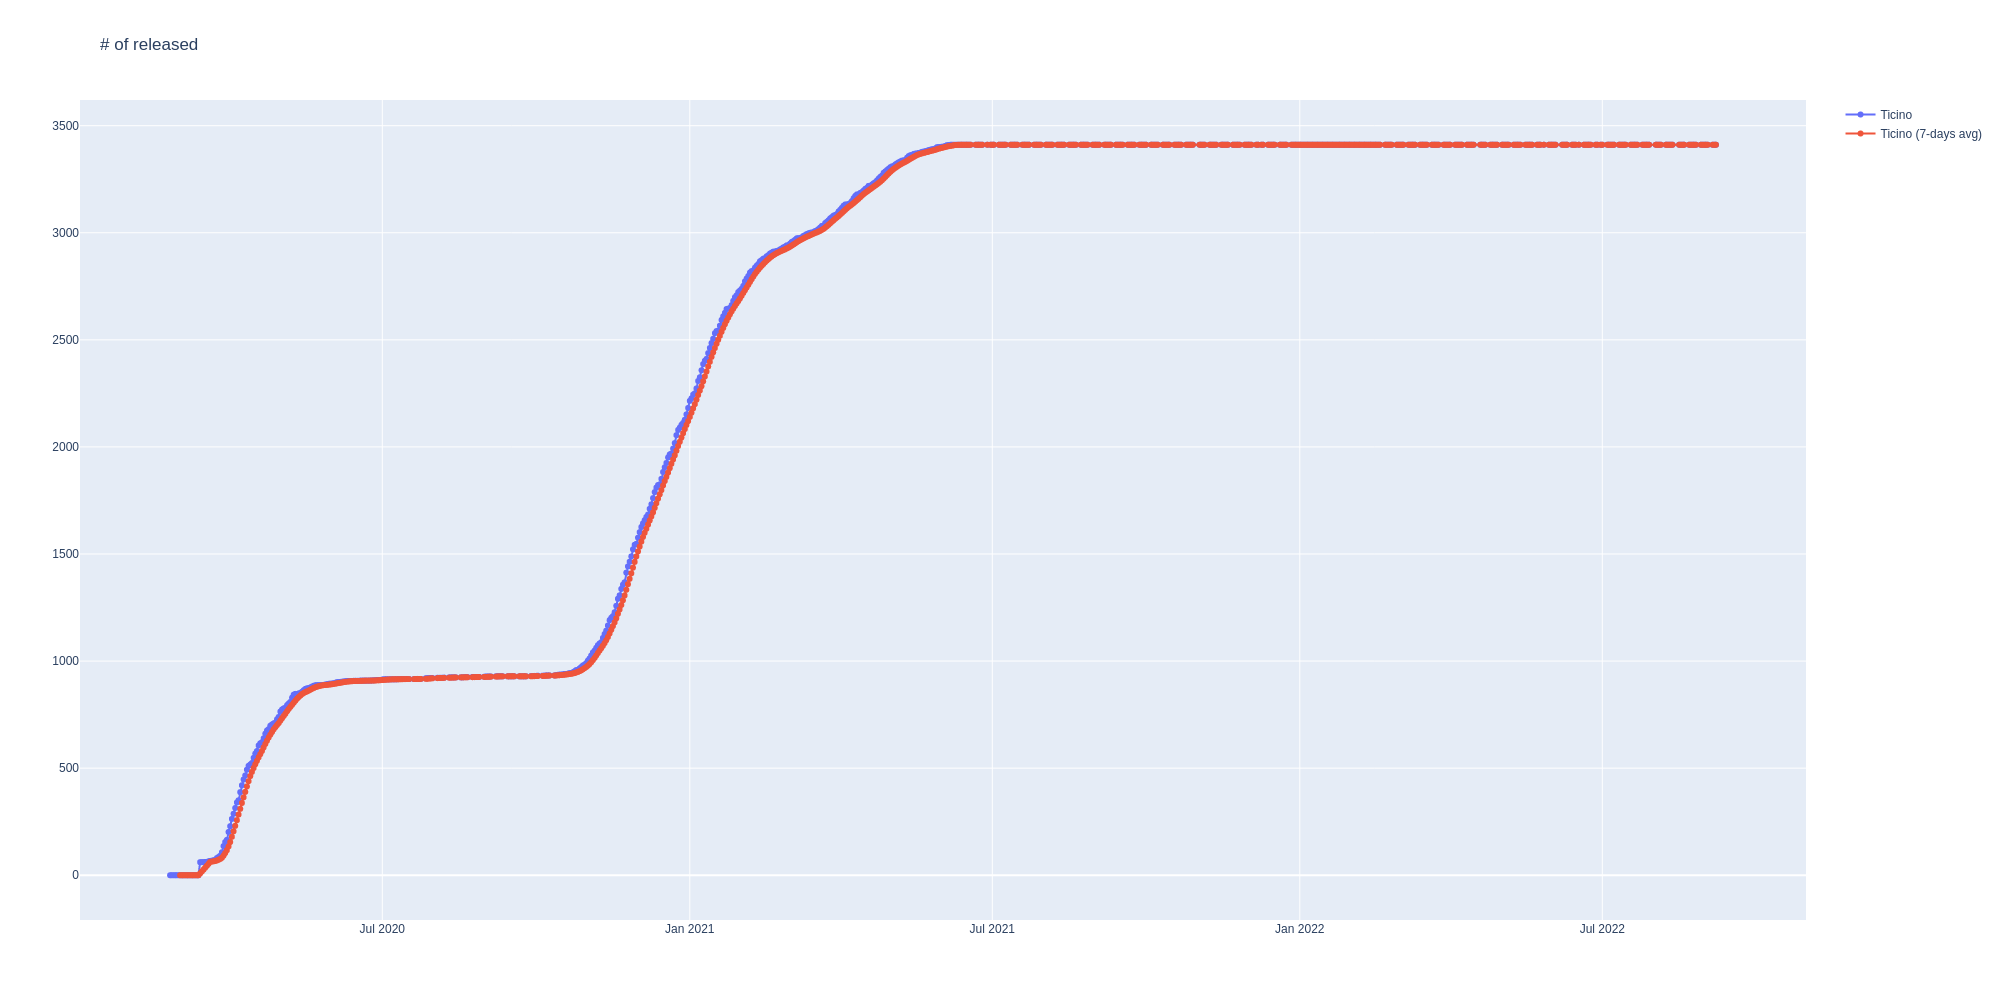 # of released
Ticino
Ticino (7-days avg)
3500
3000
2500
2000
1500
1000
500
0
Jul 2020
Jan 2021
Jul 2021
Jan 2022
Jul 2022